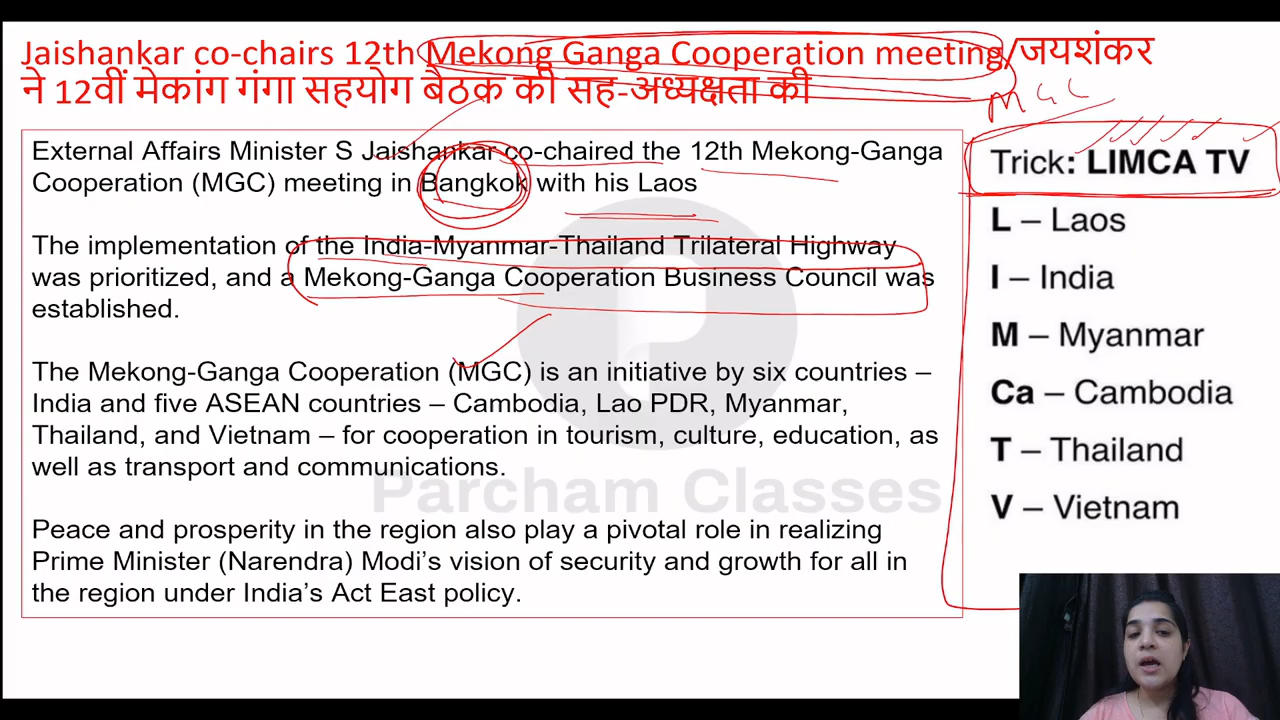 Jaishankar co-chairs 12th Mekong Ganga Cooperation meeting/जयशंकर
ने 12वीं मेकांग गंगा सहयोग बैठक की सह-अध्यक्षता की
MGC
External Affairs Minister S Jaishankar co-chaired the 12th Mekong-Ganga
Cooperation (MGC) meeting in Bangkok with his Laos
The implementation of the India-Myanmar-Thailand Trilateral Highway
was prioritized, and a Mekong-Ganga Cooperation Business Council was
established.
The Mekong-Ganga Cooperation (MGC) is an initiative by six countries –
India and five ASEAN countries – Cambodia, Lao PDR, Myanmar,
Thailand, and Vietnam – for cooperation in tourism, culture, education, as
well as transport and communications.
Peace and prosperity in the region also play a pivotal role in realizing
Prime Minister (Narendra) Modi’s vision of security and growth for all in
the region under India’s Act East policy.
Parcham Classes
Trick: LIMCA TV
L – Laos
I – India
M – Myanmar
Ca – Cambodia
T – Thailand
V – Vietnam